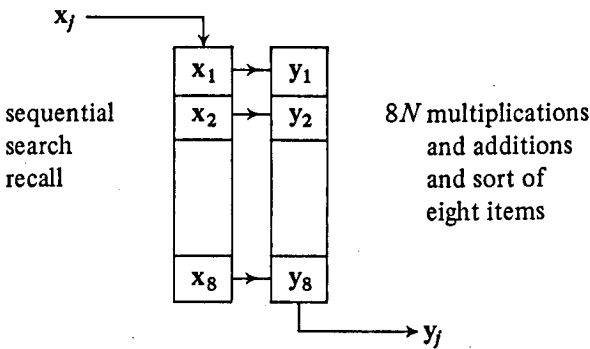 x_j
x_1 y_1
x_2 y_2
x_8 y_8
y_j
sequential
search
recall
8N multiplications
and additions
and sort of
eight items